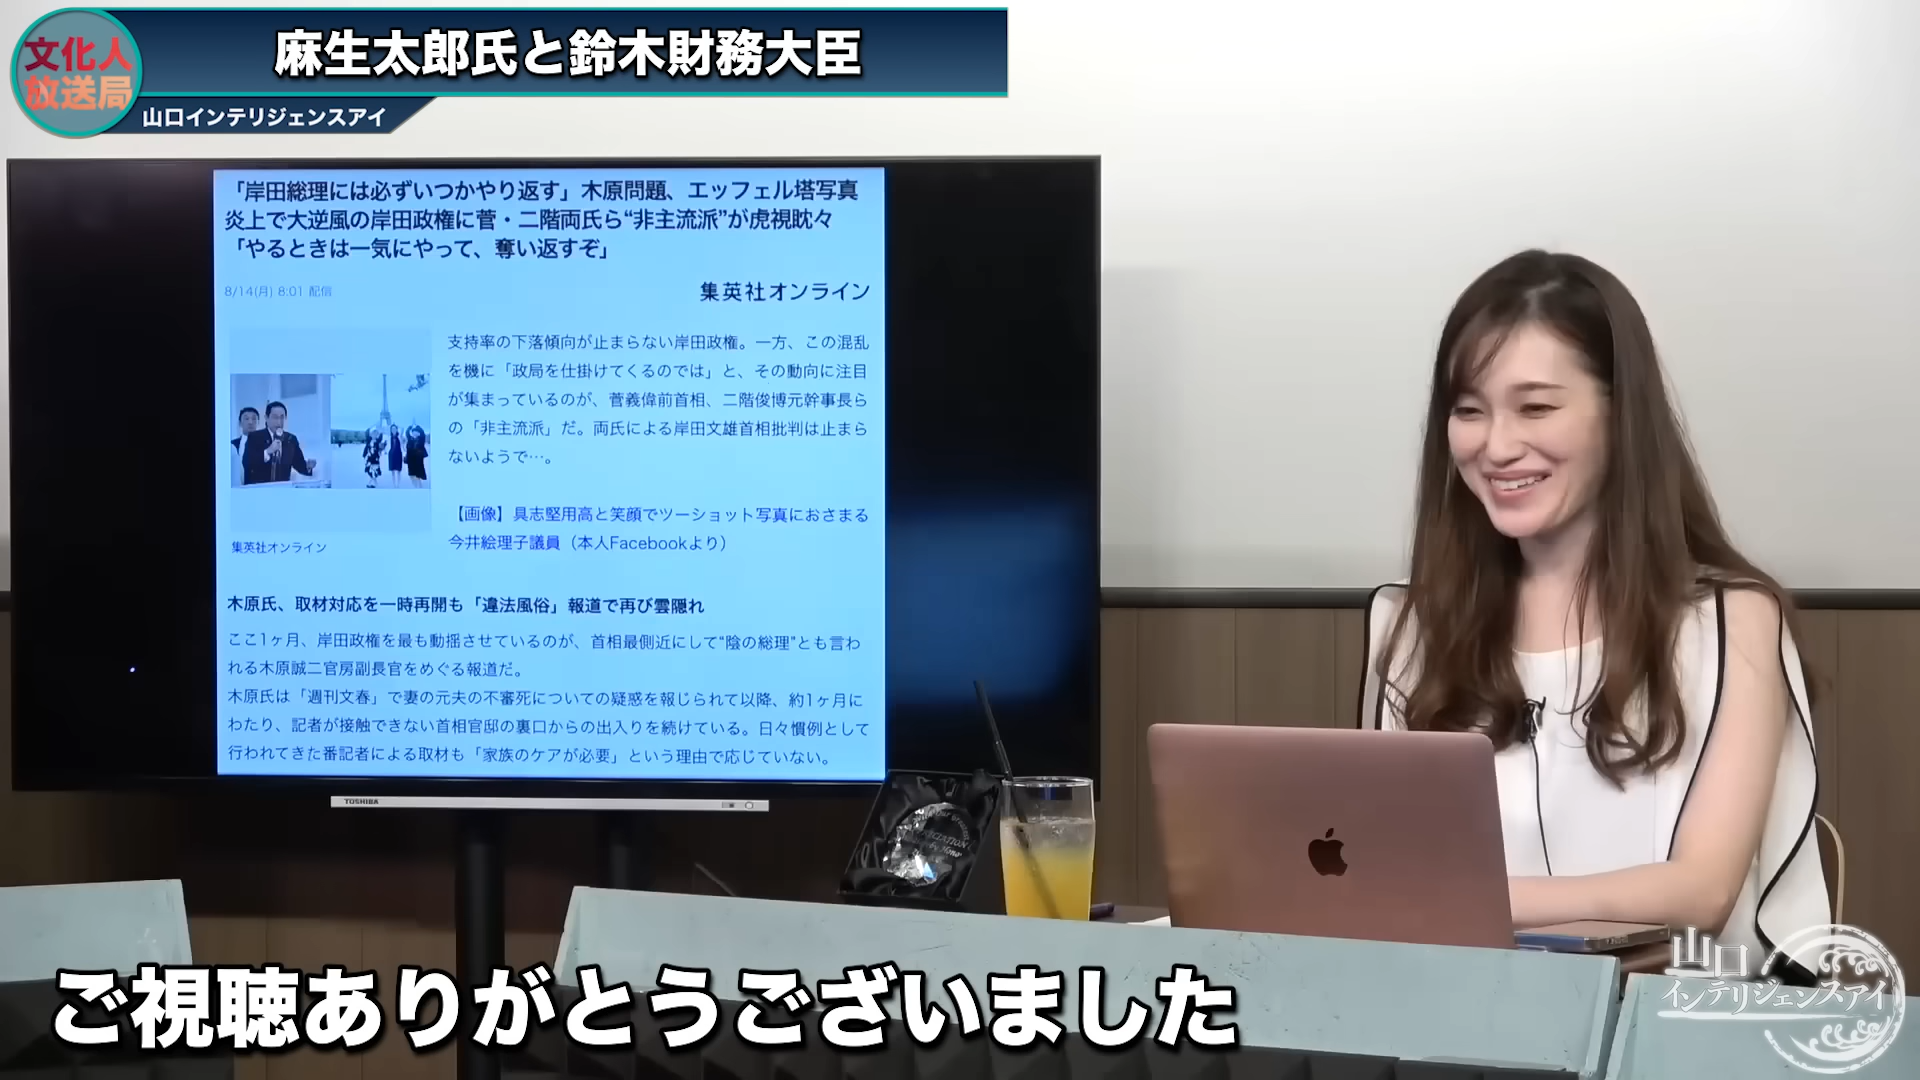 文化人
放送局
麻生太郎氏と鈴木財務大臣
山口インテリジェンスアイ
「岸田総理には必ずいつかやり返す」木原問題、エッフェル塔写真
炎上で大逆風の岸田政権に菅・二階両氏ら“非主流派”が虎視眈々
「やるときは一気にやって、奪い返すぞ」
8/14(月) 8:01 配信
集英社オンライン
支持率の下落傾向が止まらない岸田政権。一方、この混乱
を機に「政局を仕掛けてくるのでは」と、その動向に注目
が集まっているのが、菅義偉前首相、二階俊博元幹事長ら
の「非主流派」だ。両氏による岸田文雄首相批判は止まら
ないようで…。
【画像】具志堅用高と笑顔でツーショット写真におさまる
今井絵理子議員（本人Facebookより）
集英社オンライン
木原氏、取材対応を一時再開も「違法風俗」報道で再び雲隠れ
ここ1ヶ月、岸田政権を最も動揺させているのが、首相最側近にして“陰の総理”とも言わ
れる木原誠二官房副長官をめぐる報道だ。
木原氏は「週刊文春」で妻の元夫の不審死についての疑惑を報じられて以降、約1ヶ月に
わたり、記者が接触できない首相官邸の裏口からの出入りを続けている。日々慣例として
行われてきた番記者による取材も「家族のケアが必要」という理由で応じていない。
TOSHIBA
ご視聴ありがとうございました
山口
インテリジェンスアイ